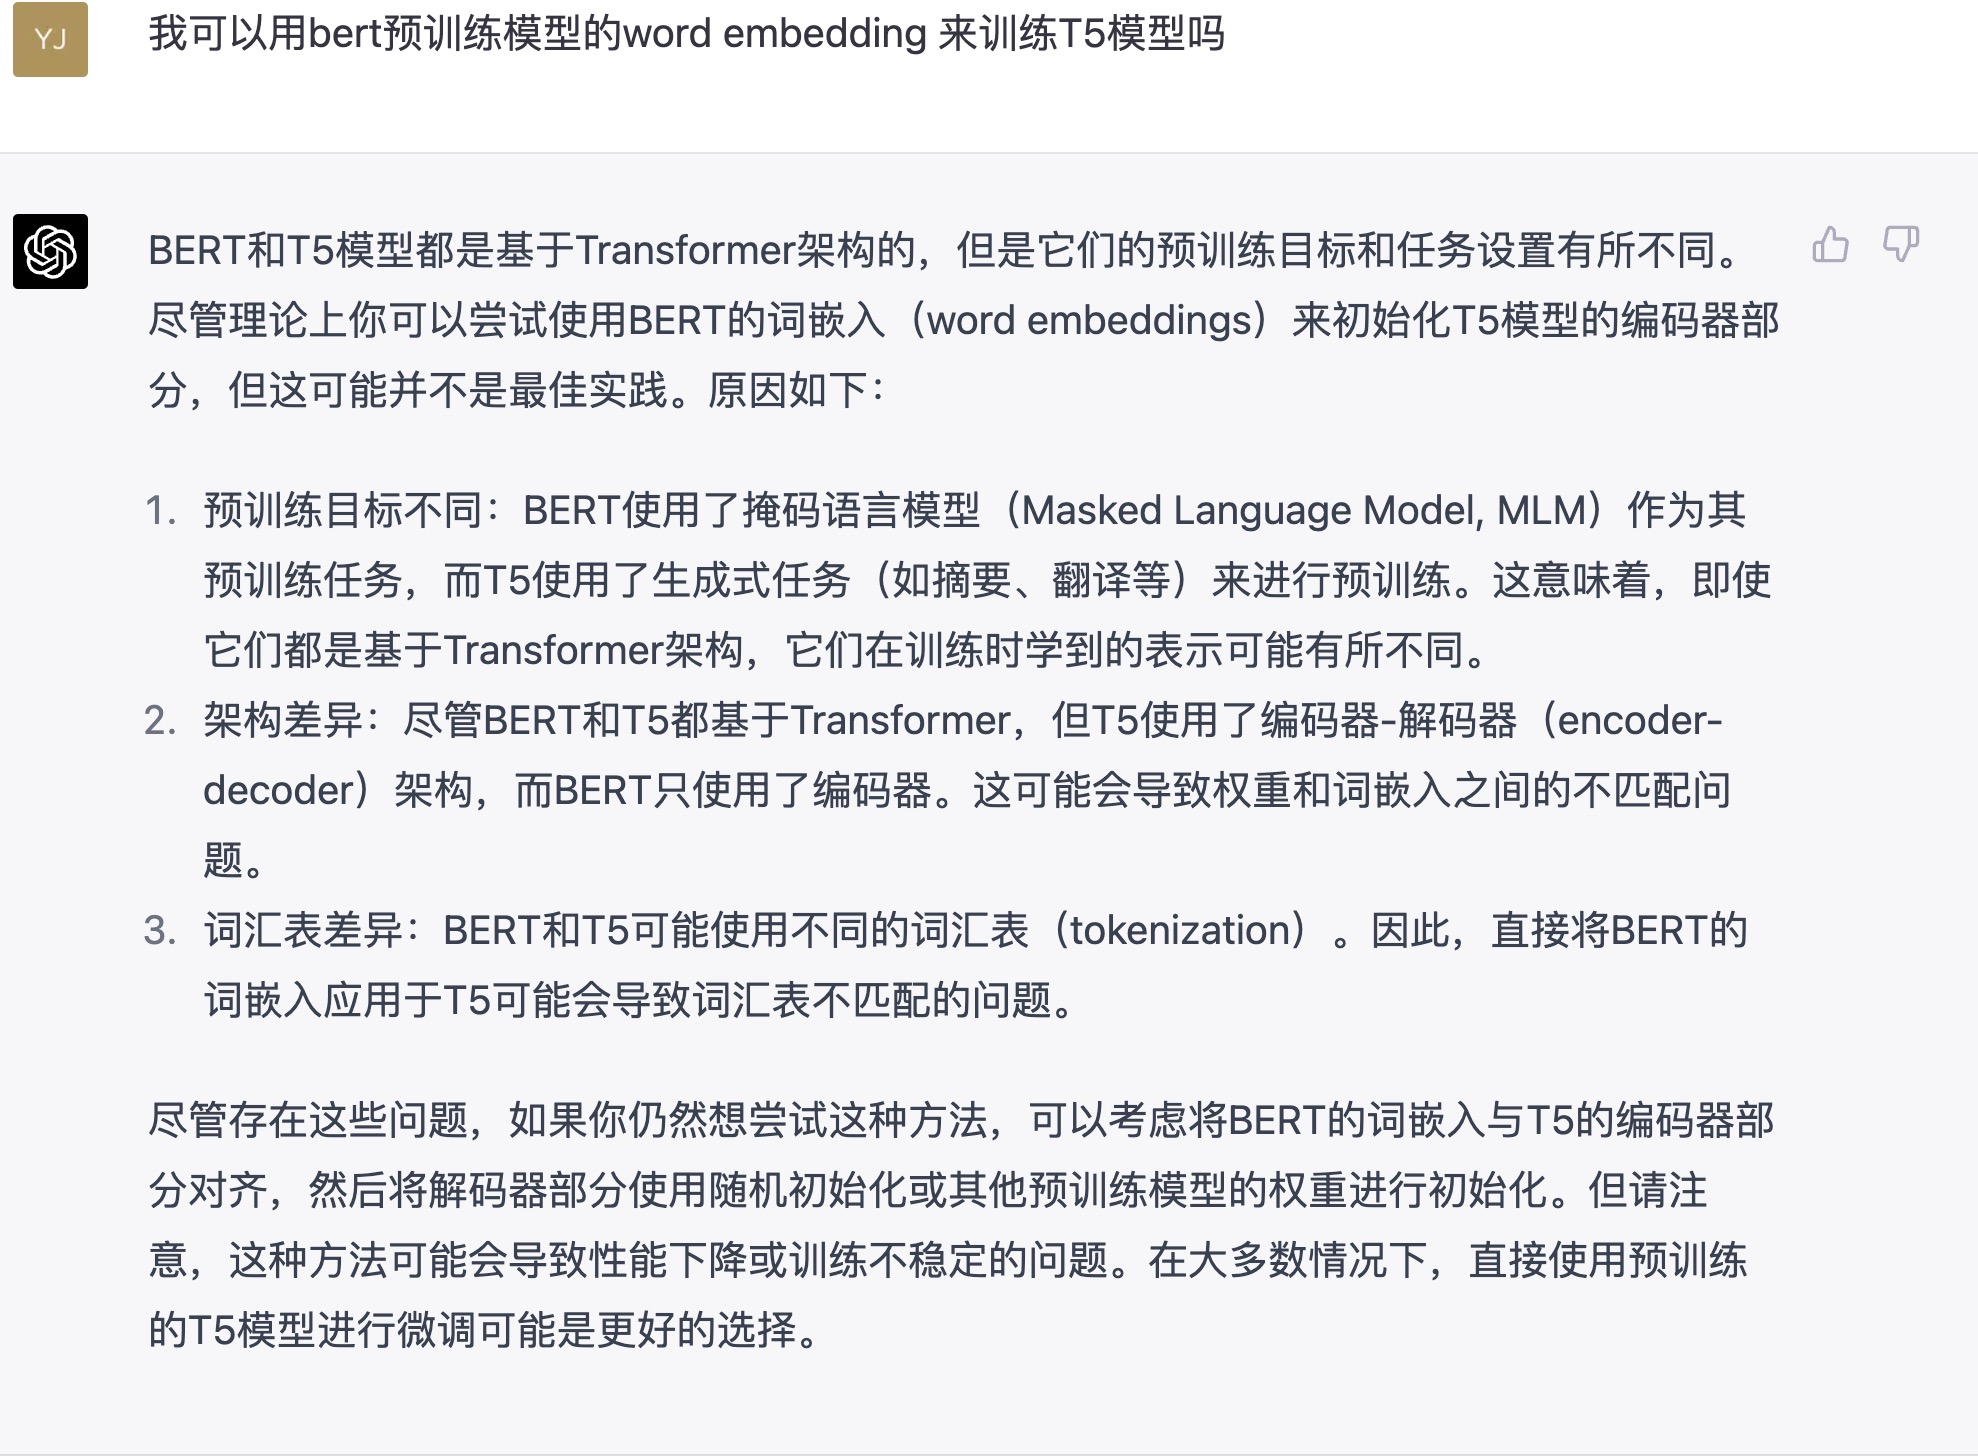 YJ
我可以用bert预训练模型的word embedding 来训练T5模型吗
BERT和T5模型都是基于Transformer架构的，但是它们的预训练目标和任务设置有所不同。
尽管理论上你可以尝试使用BERT的词嵌入（word embeddings）来初始化T5模型的编码器部
分，但这可能并不是最佳实践。原因如下：
1. 预训练目标不同：BERT使用了掩码语言模型（Masked Language Model, MLM）作为其
预训练任务，而T5使用了生成式任务（如摘要、翻译等）来进行预训练。这意味着，即使
它们都是基于Transformer架构，它们在训练时学到的表示可能有所不同。
2. 架构差异：尽管BERT和T5都基于Transformer，但T5使用了编码器-解码器（encoder-
decoder）架构，而BERT只使用了编码器。这可能会导致权重和词嵌入之间的不匹配问
题。
3. 词汇表差异：BERT和T5可能使用不同的词汇表（tokenization）。因此，直接将BERT的
词嵌入应用于T5可能会导致词汇表不匹配的问题。
尽管存在这些问题，如果你仍然想尝试这种方法，可以考虑将BERT的词嵌入与T5的编码器部
分对齐，然后将解码器部分使用随机初始化或其他预训练模型的权重进行初始化。但请注
意，这种方法可能会导致性能下降或训练不稳定的问题。在大多数情况下，直接使用预训练
的T5模型进行微调可能是更好的选择。